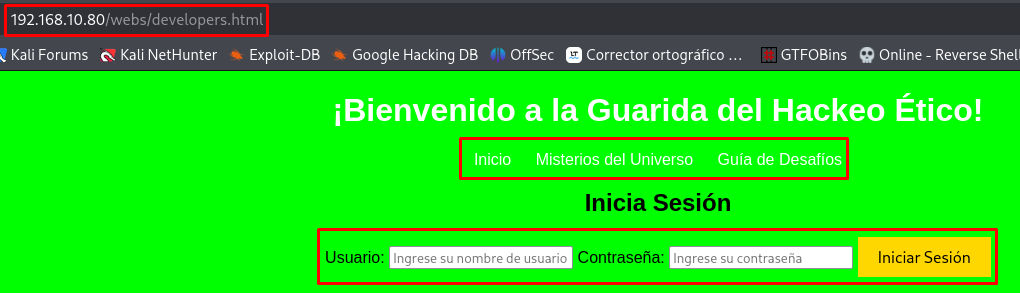 192.168.10.80/webs/developers.html
Kali Forums Kali NetHunter Exploit-DB Google Hacking DB OffSec Corrector ortográfico ... GTFOBins Online - Reverse Shell
¡Bienvenido a la Guarida del Hackeo Ético!
Inicio Misterios del Universo Guía de Desafíos
Inicia Sesión
Usuario: Ingrese su nombre de usuario Contraseña: Ingrese su contraseña Iniciar Sesión